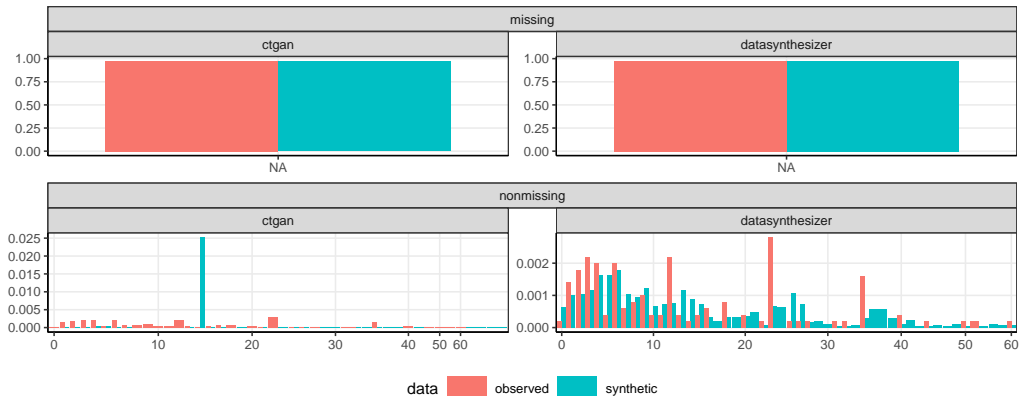 missing
ctgan datasynthesizer
1.00 1.00
0.75 0.75
0.50 0.50
0.25 0.25
0.00 0.00
NA NA
nonmissing
ctgan datasynthesizer
0.025
0.020
0.015
0.010
0.005
0.000
0.002
0.001
0.000
0 10 20 30 40 50 60 0 10 20 30 40 50 60
data observed synthetic